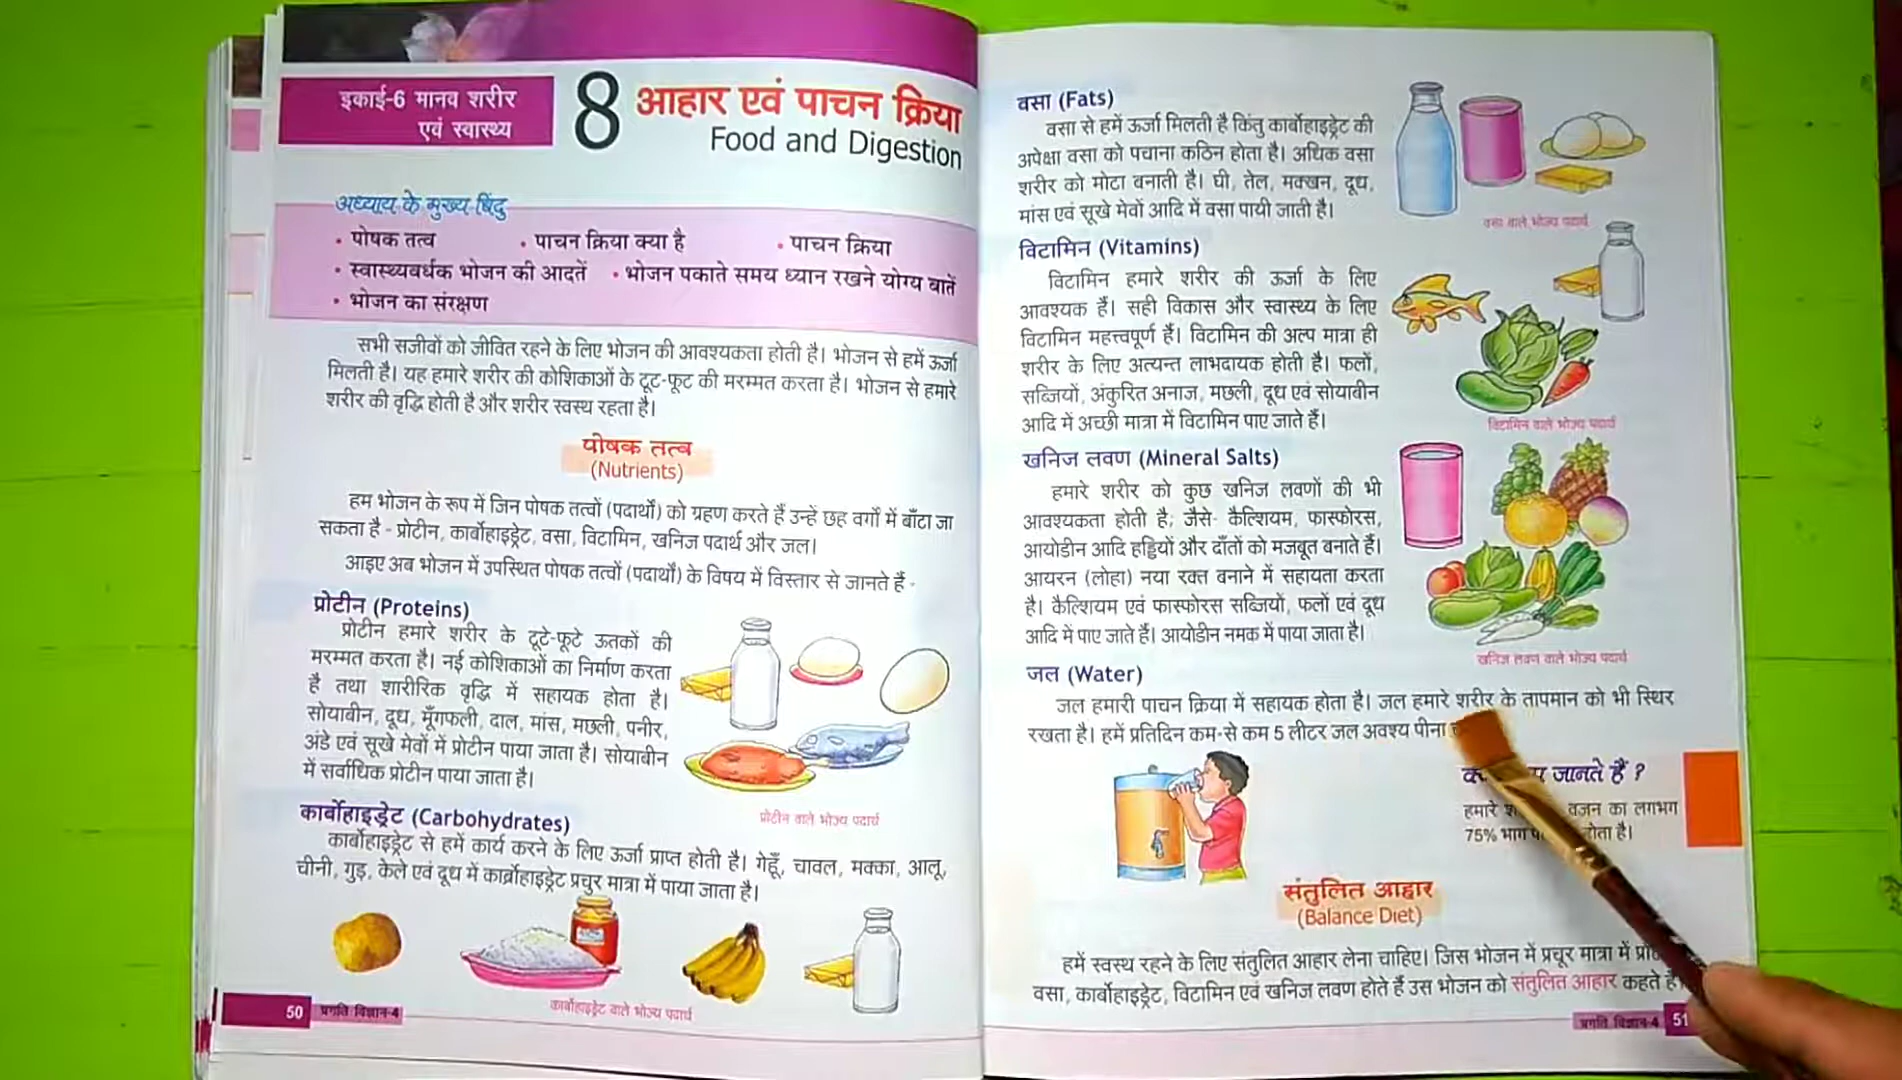 इकाई-6 मानव शरीर
एवं स्वास्थ्य
8
आहार एवं पाचन क्रिया
Food and Digestion
अध्याय के मुख्य बिंदु
• पोषक तत्व • पाचन क्रिया क्या है • पाचन क्रिया
• स्वास्थ्यवर्धक भोजन की आदतें • भोजन पकाते समय ध्यान रखने योग्य बातें
• भोजन का संरक्षण
सभी सजीवों को जीवित रहने के लिए भोजन की आवश्यकता होती है। भोजन से हमें ऊर्जा
मिलती है। यह हमारे शरीर की कोशिकाओं के टूट-फूट की मरम्मत करता है। भोजन से हमारे
शरीर की वृद्धि होती है और शरीर स्वस्थ रहता है।
पोषक तत्व
(Nutrients)
हम भोजन के रूप में जिन पोषक तत्वों (पदार्थों) को ग्रहण करते हैं उन्हें छह वर्गों में बाँटा जा
सकता है - प्रोटीन, कार्बोहाइड्रेट, वसा, विटामिन, खनिज पदार्थ और जल।
आइए अब भोजन में उपस्थित पोषक तत्वों (पदार्थों) के विषय में विस्तार से जानते हैं -
प्रोटीन (Proteins)
प्रोटीन हमारे शरीर के टूटे-फूटे ऊतकों की
मरम्मत करता है। नई कोशिकाओं का निर्माण करता
है तथा शारीरिक वृद्धि में सहायक होता है।
सोयाबीन, दूध, मूँगफली, दाल, मांस, मछली, पनीर,
अंडे एवं सूखे मेवों में प्रोटीन पाया जाता है। सोयाबीन
में सर्वाधिक प्रोटीन पाया जाता है।
प्रोटीन वाले भोज्य पदार्थ
कार्बोहाइड्रेट (Carbohydrates)
कार्बोहाइड्रेट से हमें कार्य करने के लिए ऊर्जा प्राप्त होती है। गेहूँ, चावल, मक्का, आलू,
चीनी, गुड़, केले एवं दूध में कार्बोहाइड्रेट प्रचुर मात्रा में पाया जाता है।
कार्बोहाइड्रेट वाले भोज्य पदार्थ
50 प्रगति विज्ञान-4
वसा (Fats)
वसा से हमें ऊर्जा मिलती है किंतु कार्बोहाइड्रेट की
अपेक्षा वसा को पचाना कठिन होता है। अधिक वसा
शरीर को मोटा बनाती है। घी, तेल, मक्खन, दूध,
मांस एवं सूखे मेवों आदि में वसा पायी जाती है।
वसा वाले भोज्य पदार्थ
विटामिन (Vitamins)
विटामिन हमारे शरीर की ऊर्जा के लिए
आवश्यक हैं। सही विकास और स्वास्थ्य के लिए
विटामिन महत्त्वपूर्ण हैं। विटामिन की अल्प मात्रा ही
शरीर के लिए अत्यन्त लाभदायक होती है। फलों,
सब्जियों, अंकुरित अनाज, मछली, दूध एवं सोयाबीन
आदि में अच्छी मात्रा में विटामिन पाए जाते हैं।
विटामिन वाले भोज्य पदार्थ
खनिज लवण (Mineral Salts)
हमारे शरीर को कुछ खनिज लवणों की भी
आवश्यकता होती है; जैसे- कैल्शियम, फास्फोरस,
आयोडीन आदि हड्डियों और दाँतों को मजबूत बनाते हैं।
आयरन (लोहा) नया रक्त बनाने में सहायता करता
है। कैल्शियम एवं फास्फोरस सब्जियों, फलों एवं दूध
आदि में पाए जाते हैं। आयोडीन नमक में पाया जाता है।
खनिज लवण वाले भोज्य पदार्थ
जल (Water)
जल हमारी पाचन क्रिया में सहायक होता है। जल हमारे शरीर के तापमान को भी स्थिर
रखता है। हमें प्रतिदिन कम-से कम 5 लीटर जल अवश्य पीना
जानते हैं ?
हमारे वजन का लगभग
75% भाग होता है।
संतुलित आहार
(Balance Diet)
हमें स्वस्थ रहने के लिए संतुलित आहार लेना चाहिए। जिस भोजन में प्रचूर मात्रा में
वसा, कार्बोहाइड्रेट, विटामिन एवं खनिज लवण होते हैं उस भोजन को संतुलित आहार कहते हैं
प्रगति विज्ञान-4 51